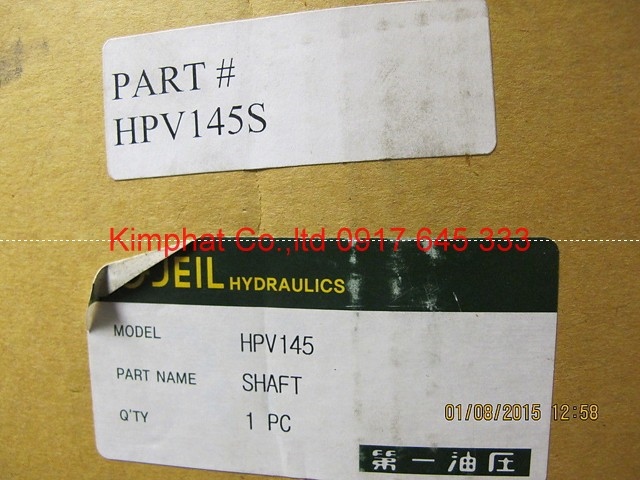 PART #
HPV145S
Kimphat Co.,ltd 0917 645 333
JEIL HYDRAULICS
MODEL HPV145
PART NAME SHAFT
Q'TY 1 PC
01/08/2015 12:58
第一油圧